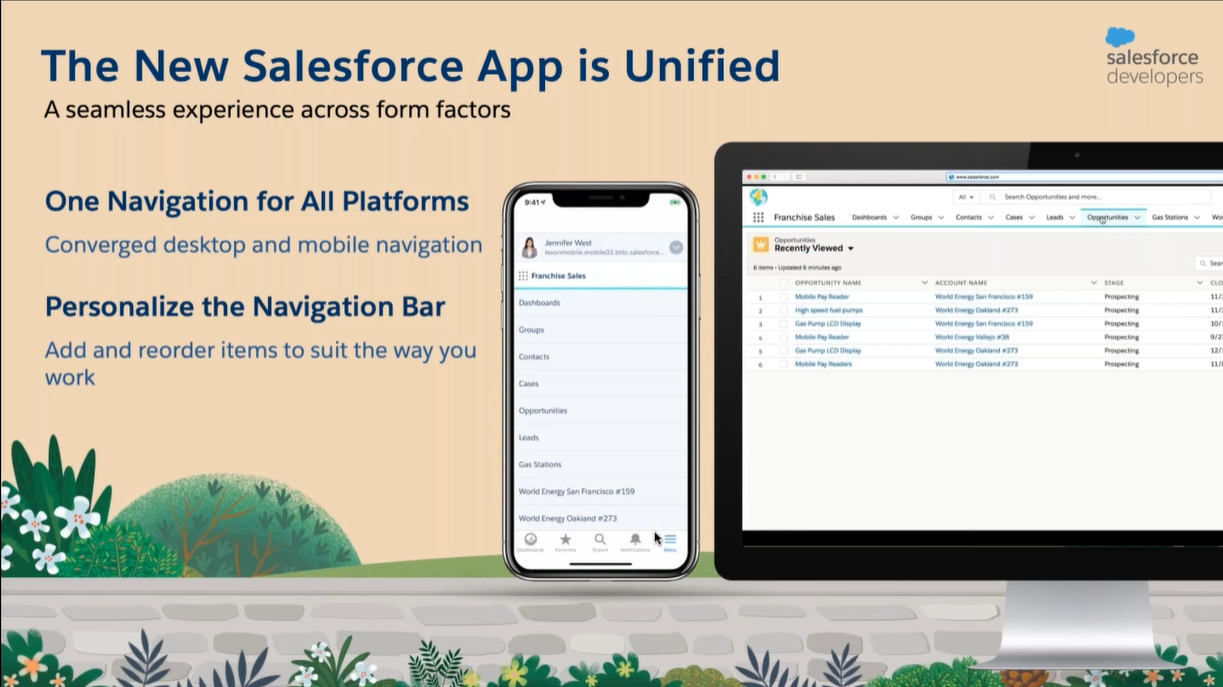 The New Salesforce App is Unified
A seamless experience across form factors
salesforce
developers
One Navigation for All Platforms
Converged desktop and mobile navigation
Personalize the Navigation Bar
Add and reorder items to suit the way you
work
9:41
Jennifer West
Franchise Sales
Dashboards
Groups
Contacts
Cases
Opportunities
Leads
Gas Stations
World Energy San Francisco #159
World Energy Oakland #273
Dashboards Favorites Search Notifications Menu
www.salesforce.com
All Search Opportunities and more...
Franchise Sales Dashboards Groups Contacts Cases Leads Opportunities Gas Stations Wo
Opportunities
Recently Viewed
6 items • Updated 6 minutes ago
Sear
OPPORTUNITY NAME ACCOUNT NAME STAGE CLO
1 Mobile Pay Reader World Energy San Francisco #159 Prospecting 11/
2 High speed fuel pumps World Energy Oakland #273 Prospecting 11/
3 Gas Pump LCD Display World Energy San Francisco #159 Prospecting 10/
4 Mobile Pay Reader World Energy Vallejo #38 Prospecting 9/2
5 Gas Pump LCD Display World Energy Oakland #273 Prospecting 12/
6 Mobile Pay Readers World Energy Oakland #273 Prospecting 11/